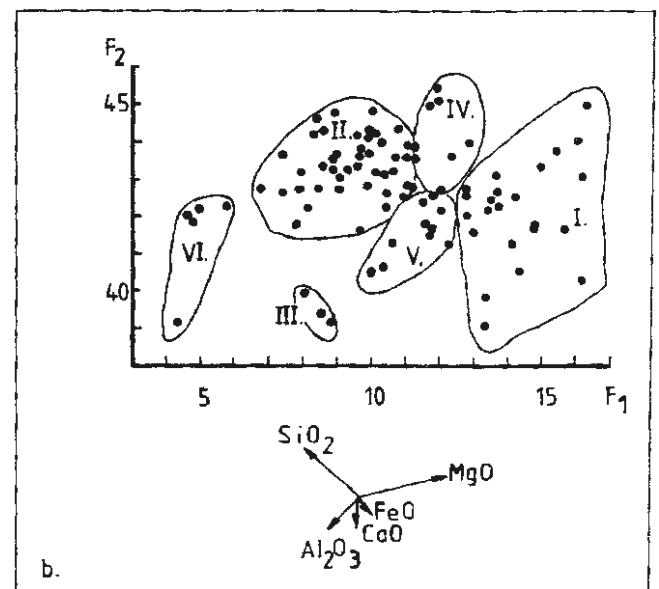 F₂
45
IV.
II.
I.
VI.
V.
40
III.
5 10 15 F₁
SiO₂
MgO
FeO
CaO
Al₂O₃
b.